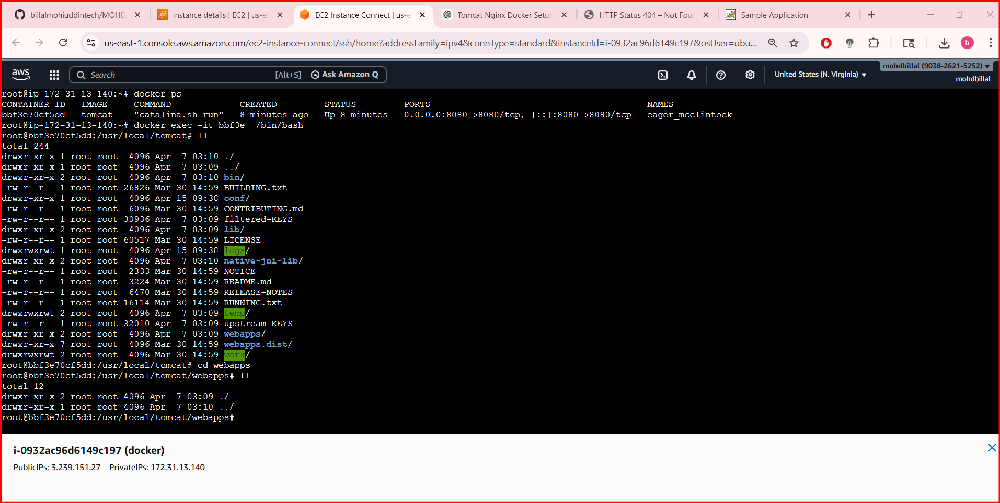 billalmohiuddintech/MOHD
Instance details | EC2 | us-ea
EC2 Instance Connect | us-e
Tomcat Nginx Docker Setup
HTTP Status 404 – Not Foun
Sample Application
us-east-1.console.aws.amazon.com/ec2-instance-connect/ssh/home?addressFamily=ipv4&connType=standard&instanceId=i-0932ac96d6149c197&osUser=ubu...
b
aws
Search
[Alt+S]
Ask Amazon Q
United States (N. Virginia)
mohdbillal (9038-2621-5252)
mohdbillal
root@ip-172-31-13-140:~# docker ps
CONTAINER ID   IMAGE     COMMAND             CREATED         STATUS         PORTS                                         NAMES
bbf3e70cf5dd   tomcat    "catalina.sh run"   8 minutes ago   Up 8 minutes   0.0.0.0:8080->8080/tcp, [::]:8080->8080/tcp   eager_mcclintock
root@ip-172-31-13-140:~# docker exec -it bbf3e  /bin/bash
root@bbf3e70cf5dd:/usr/local/tomcat# ll
total 244
drwxr-xr-x 1 root root  4096 Apr  7 03:10 ./
drwxr-xr-x 1 root root  4096 Apr  7 03:09 ../
drwxr-xr-x 2 root root  4096 Apr  7 03:10 bin/
-rw-r--r-- 1 root root 26826 Mar 30 14:59 BUILDING.txt
drwxr-xr-x 1 root root  4096 Apr 15 09:38 conf/
-rw-r--r-- 1 root root  6096 Mar 30 14:59 CONTRIBUTING.md
-rw-r--r-- 1 root root 30936 Apr  7 03:09 filtered-KEYS
drwxr-xr-x 2 root root  4096 Apr  7 03:09 lib/
-rw-r--r-- 1 root root 60517 Mar 30 14:59 LICENSE
drwxrwxrwt 1 root root  4096 Apr 15 09:38 logs/
drwxr-xr-x 2 root root  4096 Apr  7 03:10 native-jni-lib/
-rw-r--r-- 1 root root  2333 Mar 30 14:59 NOTICE
-rw-r--r-- 1 root root  3224 Mar 30 14:59 README.md
-rw-r--r-- 1 root root  6470 Mar 30 14:59 RELEASE-NOTES
-rw-r--r-- 1 root root 16114 Mar 30 14:59 RUNNING.txt
drwxrwxrwt 2 root root  4096 Apr  7 03:09 temp/
-rw-r--r-- 1 root root 32010 Apr  7 03:09 upstream-KEYS
drwxr-xr-x 2 root root  4096 Apr  7 03:09 webapps/
drwxr-xr-x 7 root root  4096 Mar 30 14:59 webapps.dist/
drwxrwxrwt 2 root root  4096 Mar 30 14:59 work/
root@bbf3e70cf5dd:/usr/local/tomcat# cd webapps
root@bbf3e70cf5dd:/usr/local/tomcat/webapps# ll
total 12
drwxr-xr-x 2 root root 4096 Apr  7 03:09 ./
drwxr-xr-x 1 root root 4096 Apr  7 03:10 ../
root@bbf3e70cf5dd:/usr/local/tomcat/webapps#
i-0932ac96d6149c197 (docker)
PublicIPs: 3.239.151.27   PrivateIPs: 172.31.13.140